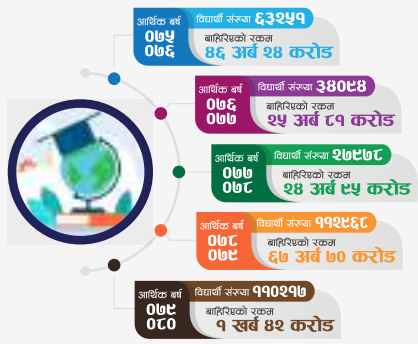 आर्थिक बर्ष
०७५
०७६
विद्यार्थी संख्या ६३२५१
बाहिरिएको रकम
४६ अर्ब २४ करोड
आर्थिक बर्ष
०७६
०७७
विद्यार्थी संख्या ३४०९४
बाहिरिएको रकम
२५ अर्ब ८१ करोड
आर्थिक बर्ष
०७७
०७८
विद्यार्थी संख्या २७९७८
बाहिरिएको रकम
२४ अर्ब ९५ करोड
आर्थिक बर्ष
०७८
०७९
विद्यार्थी संख्या ११२९६८
बाहिरिएको रकम
६७ अर्ब ७० करोड
आर्थिक बर्ष
०७९
०८०
विद्यार्थी संख्या ११०२१७
बाहिरिएको रकम
१ खर्ब ४२ करोड